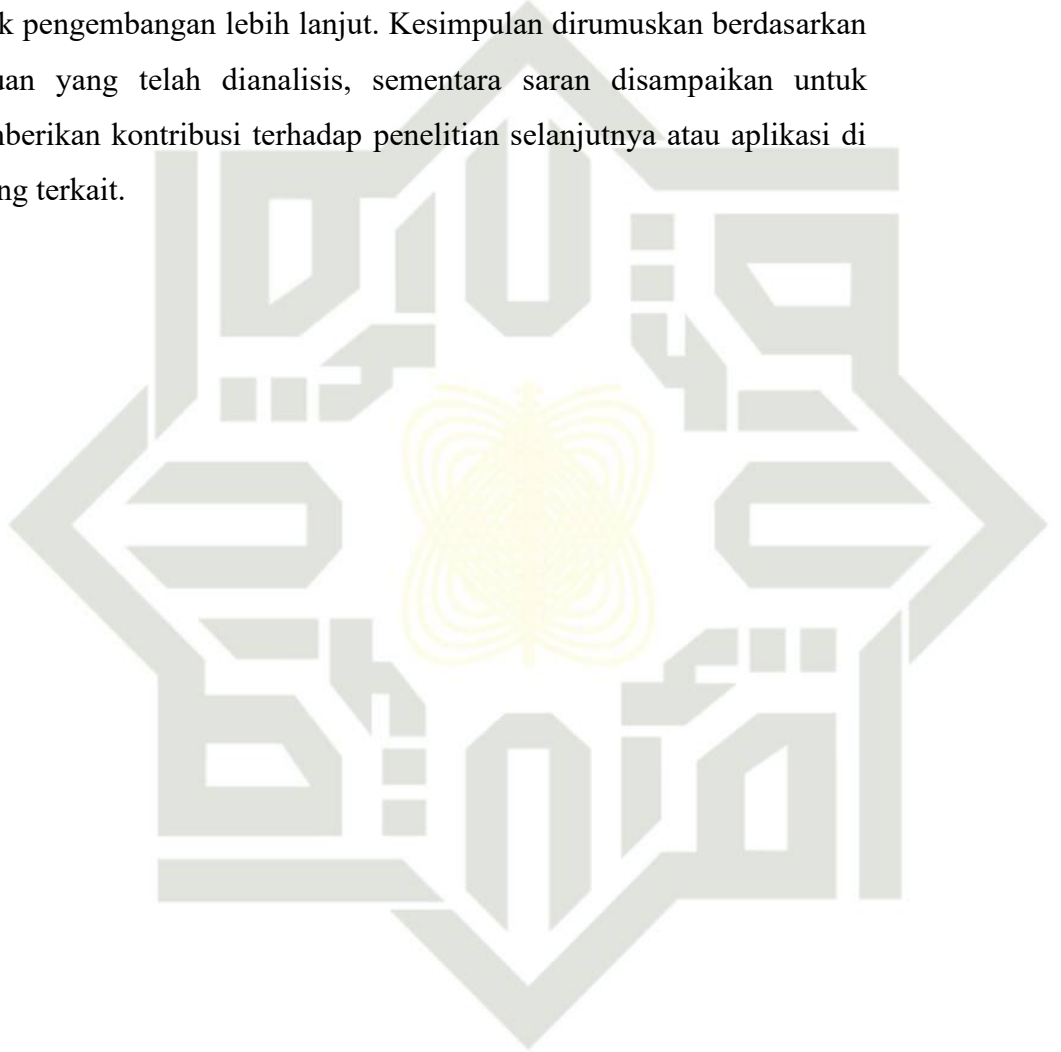 k pengembangan lebih lanjut. Kesimpulan dirumuskan berdasarkan
uan yang telah dianalisis, sementara saran disampaikan untuk
nberikan kontribusi terhadap penelitian selanjutnya atau aplikasi di
ng terkait.